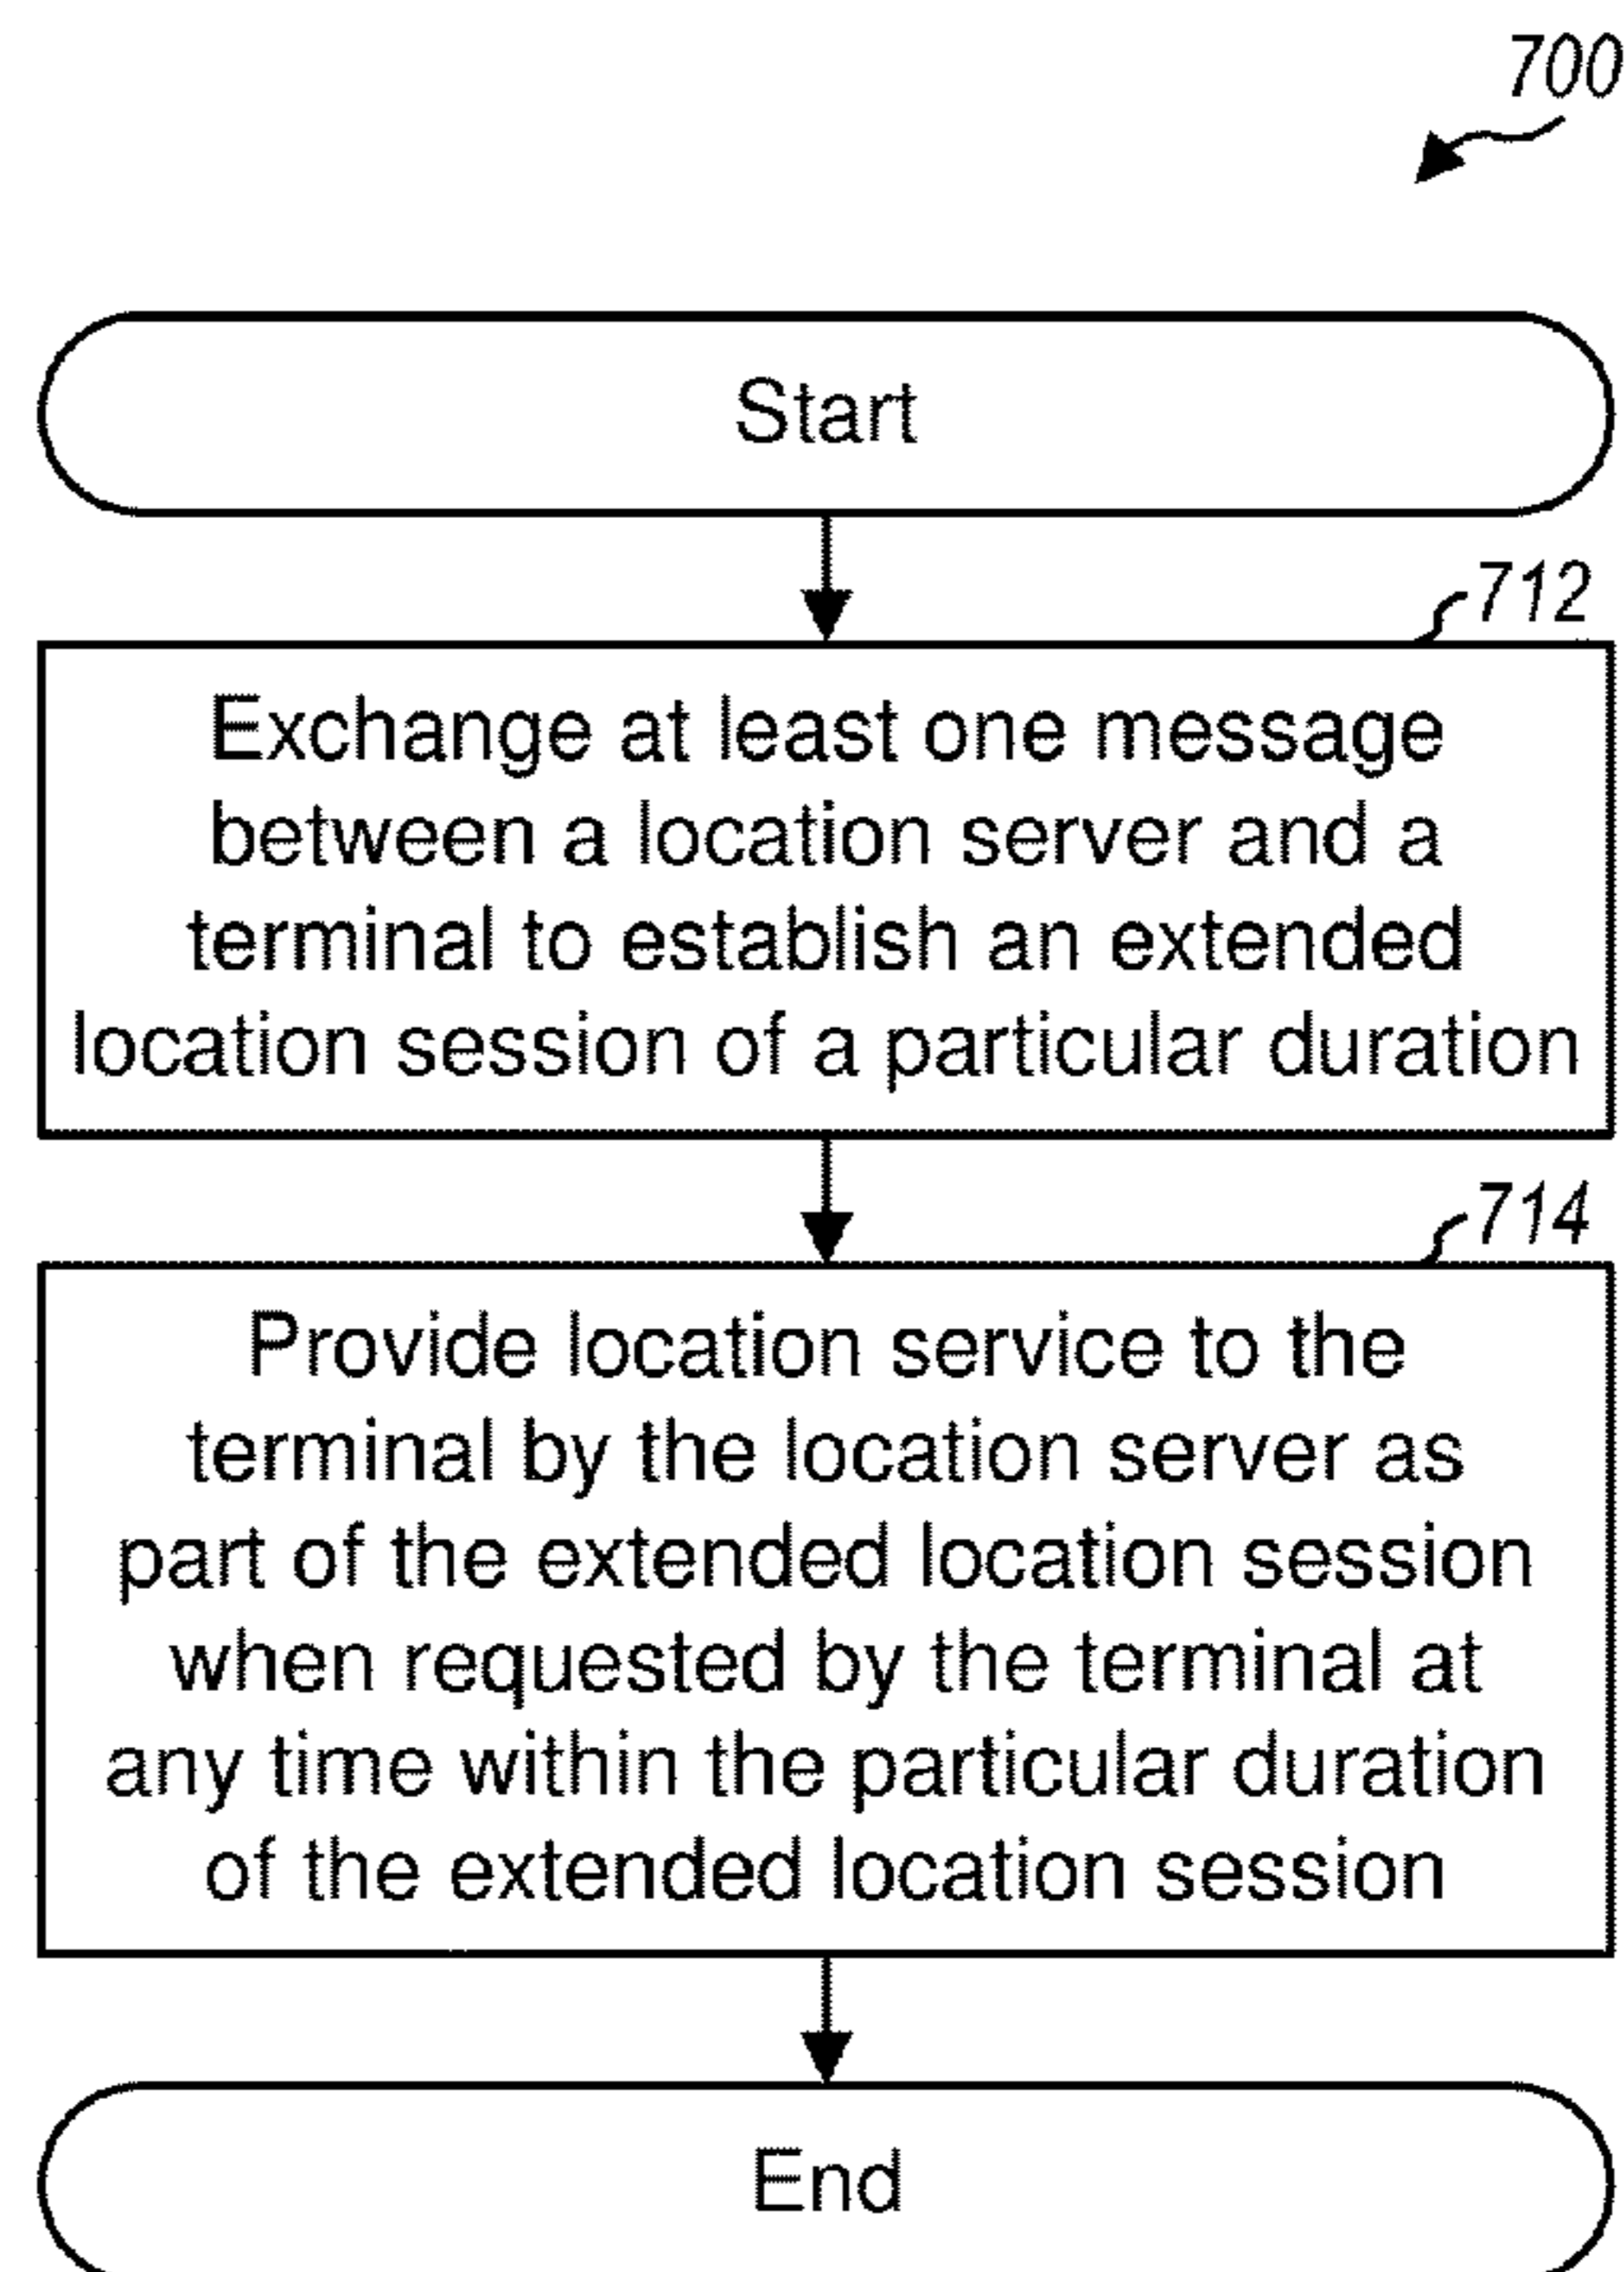 700
Start
712
Exchange at least one message
between a location server and a
terminal to establish an extended
location session of a particular duration
714
Provide location service to the
terminal by the location server as
part of the extended location session
when requested by the terminal at
any time within the particular duration
of the extended location session
End